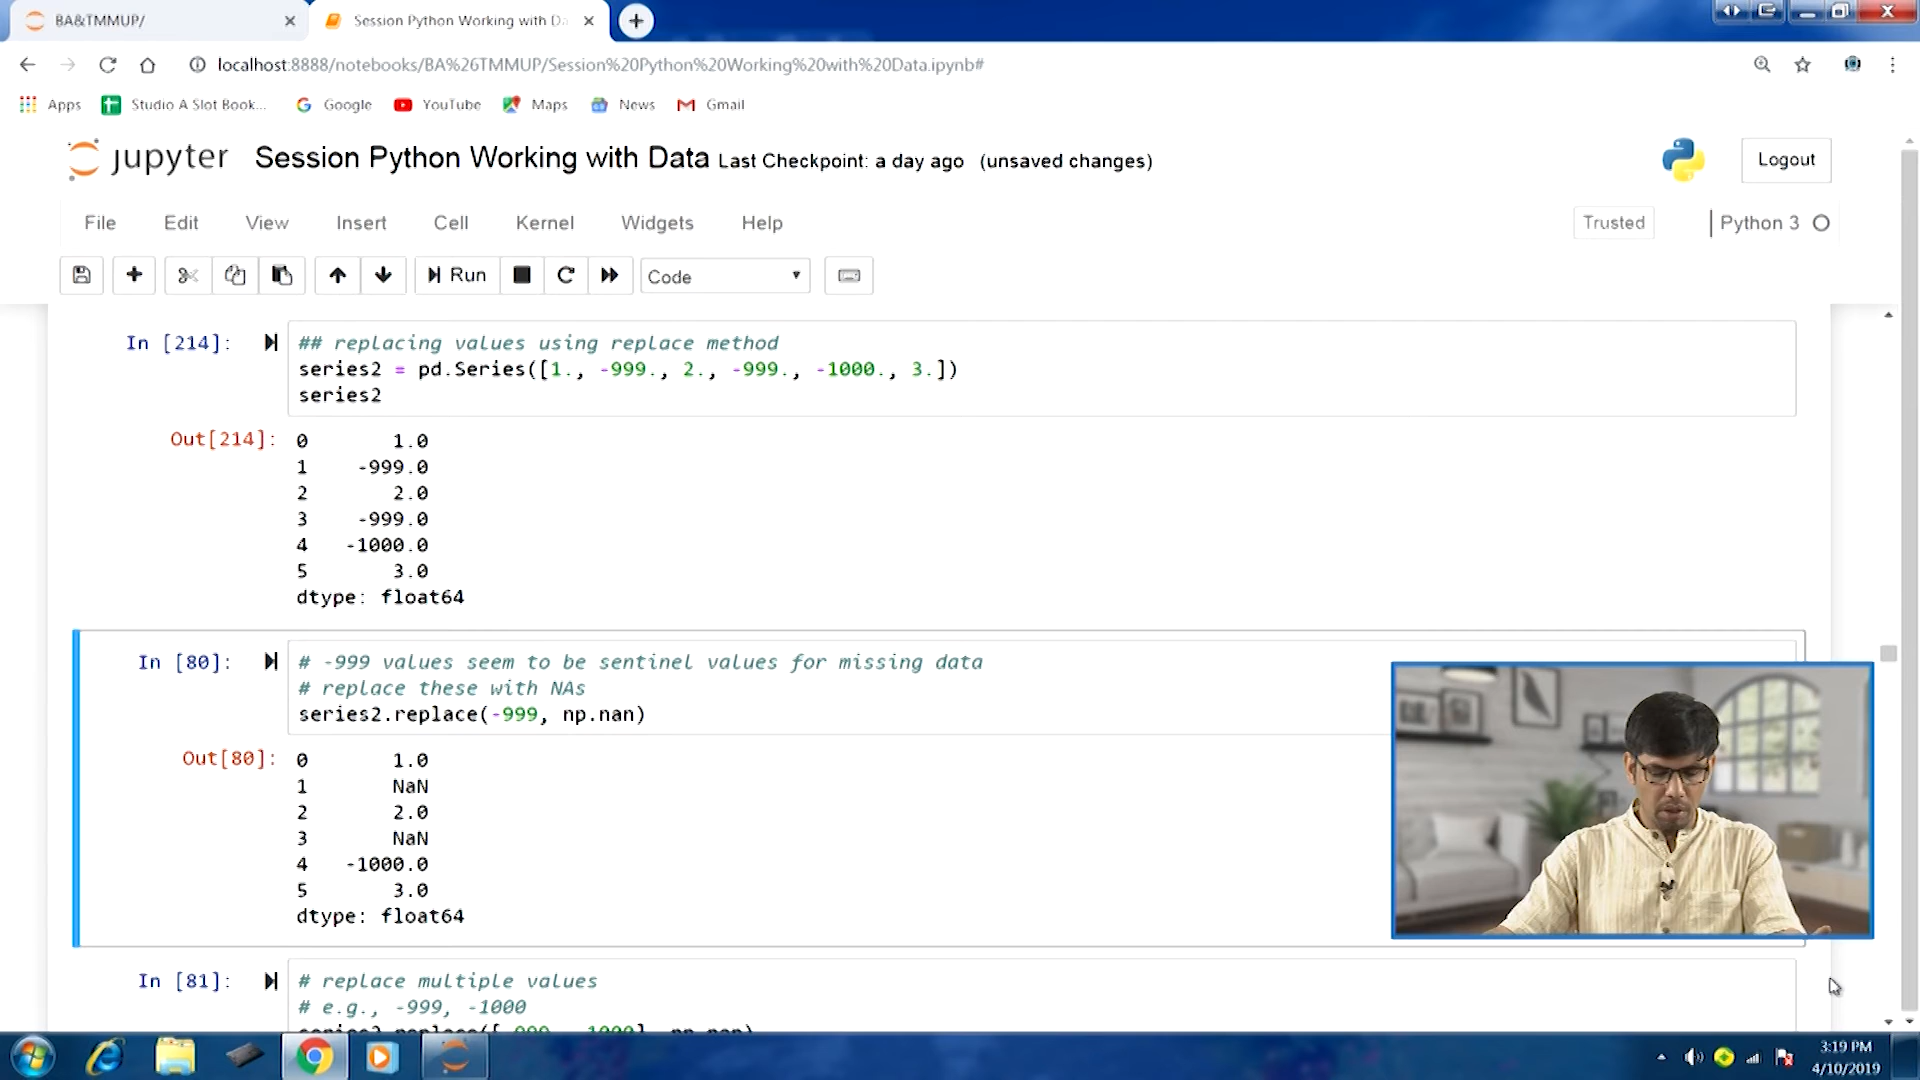 BA&TMMUP/
Session Python Working with Da
localhost:8888/notebooks/BA%26TMMUP/Session%20Python%20Working%20with%20Data.ipynb#
Apps
Studio A Slot Book...
Google
YouTube
Maps
News
Gmail
jupyter
Session Python Working with Data Last Checkpoint: a day ago (unsaved changes)
Logout
File
Edit
View
Insert
Cell
Kernel
Widgets
Help
Trusted
Python 3
Run
Code
In [214]:
## replacing values using replace method
series2 = pd.Series([1., -999., 2., -999., -1000., 3.])
series2
Out[214]:
0 1.0
1 -999.0
2 2.0
3 -999.0
4 -1000.0
5 3.0
dtype: float64
In [80]:
# -999 values seem to be sentinel values for missing data
# replace these with NAs
series2.replace(-999, np.nan)
Out[80]:
0 1.0
1 NaN
2 2.0
3 NaN
4 -1000.0
5 3.0
dtype: float64
In [81]:
# replace multiple values
# e.g., -999, -1000
series2.replace([-999, -1000], np.nan)
3:19 PM
4/10/2019